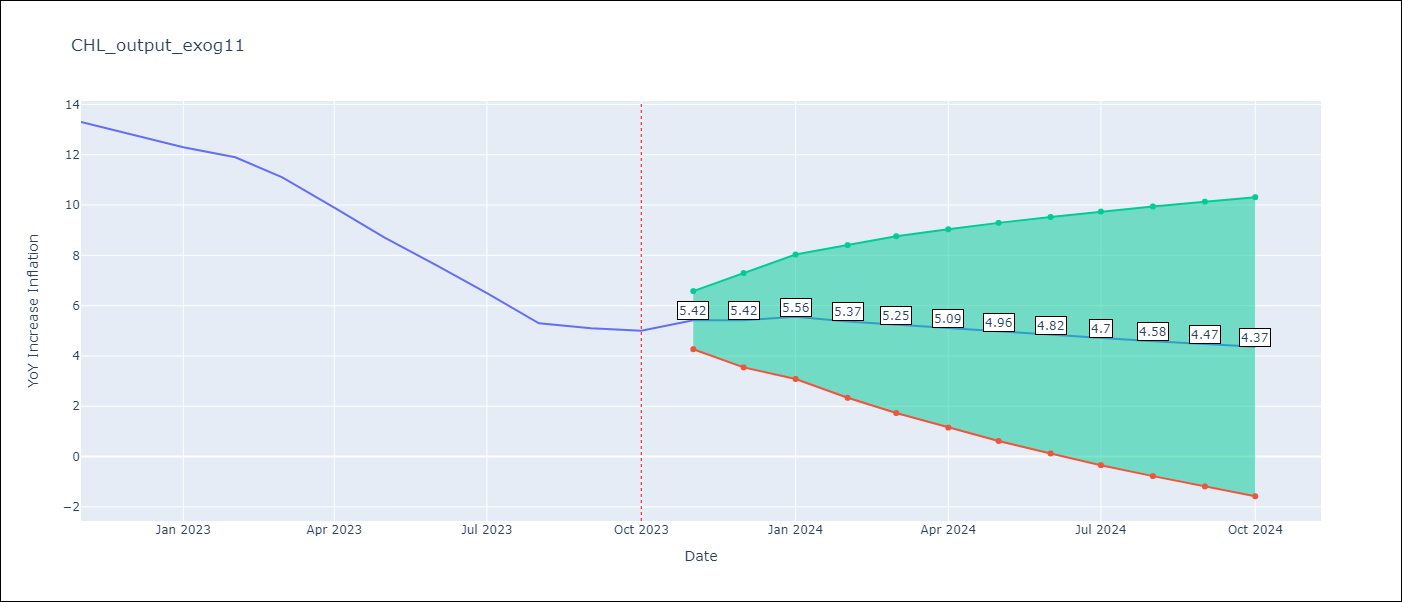 CHL_output_exog11
YoY Increase Inflation
14
12
10
8
6
4
2
0
−2
5.42
5.42
5.56
5.37
5.25
5.09
4.96
4.82
4.7
4.58
4.47
4.37
Jan 2023
Apr 2023
Jul 2023
Oct 2023
Jan 2024
Apr 2024
Jul 2024
Oct 2024
Date